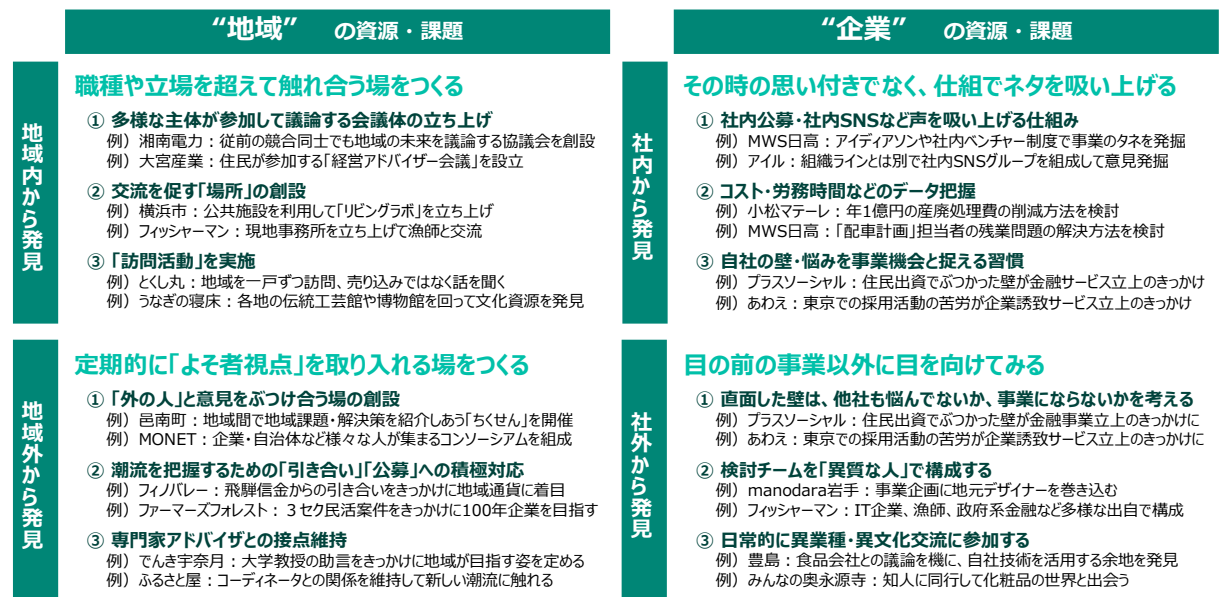 “地域” の資源・課題
地域内から発見
職種や立場を超えて触れ合う場をつくる
① 多様な主体が参加して議論する会議体の立ち上げ
例）湘南電力：従前の競合同士でも地域の未来を議論する協議会を創設
例）大宮産業：住民が参加する「経営アドバイザー会議」を設立
② 交流を促す「場所」の創設
例）横浜市：公共施設を利用して「リビングラボ」を立ち上げ
例）フィッシャーマン：現地事務所を立ち上げて漁師と交流
③ 「訪問活動」を実施
例）とくし丸：地域を一戸ずつ訪問、売り込みではなく話を聞く
例）うなぎの寝床：各地の伝統工芸館や博物館を回って文化資源を発見
地域外から発見
定期的に「よそ者視点」を取り入れる場をつくる
① 「外の人」と意見をぶつけ合う場の創設
例）邑南町：地域間で地域課題・解決策を紹介しあう「ちくせん」を開催
例）MONET：企業・自治体など様々な人が集まるコンソーシアムを組成
② 潮流を把握するための「引き合い」「公募」への積極対応
例）フィノバレー：飛騨信金からの引き合いをきっかけに地域通貨に着目
例）ファーマーズフォレスト：３セク民活案件をきっかけに100年企業を目指す
③ 専門家アドバイザとの接点維持
例）でんき宇奈月：大学教授の助言をきっかけに地域が目指す姿を定める
例）ふるさと屋：コーディネータとの関係を維持して新しい潮流に触れる
“企業” の資源・課題
社内から発見
その時の思い付きでなく、仕組でネタを吸い上げる
① 社内公募・社内SNSなど声を吸い上げる仕組み
例）MWS日高：アイディアソンや社内ベンチャー制度で事業のタネを発掘
例）アイル：組織ラインとは別で社内SNSグループを組成して意見発掘
② コスト・労務時間などのデータ把握
例）小松マテーレ：年1億円の産廃処理費の削減方法を検討
例）MWS日高：「配車計画」担当者の残業問題の解決方法を検討
③ 自社の壁・悩みを事業機会と捉える習慣
例）プラスソーシャル：住民出資でぶつかった壁が金融サービス立上のきっかけ
例）あわえ：東京での採用活動の苦労が企業誘致サービス立上のきっかけ
社外から発見
目の前の事業以外に目を向けてみる
① 直面した壁は、他社も悩んでないか、事業にならないかを考える
例）プラスソーシャル：住民出資でぶつかった壁が金融事業立上のきっかけに
例）あわえ：東京での採用活動の苦労が企業誘致サービス立上のきっかけに
② 検討チームを「異質な人」で構成する
例）manodara岩手：事業企画に地元デザイナーを巻き込む
例）フィッシャーマン：IT企業、漁師、政府系金融など多様な出自で構成
③ 日常的に異業種・異文化交流に参加する
例）豊島：食品会社との議論を機に、自社技術を活用する余地を発見
例）みんなの奥永源寺：知人に同行して化粧品の世界と出会う